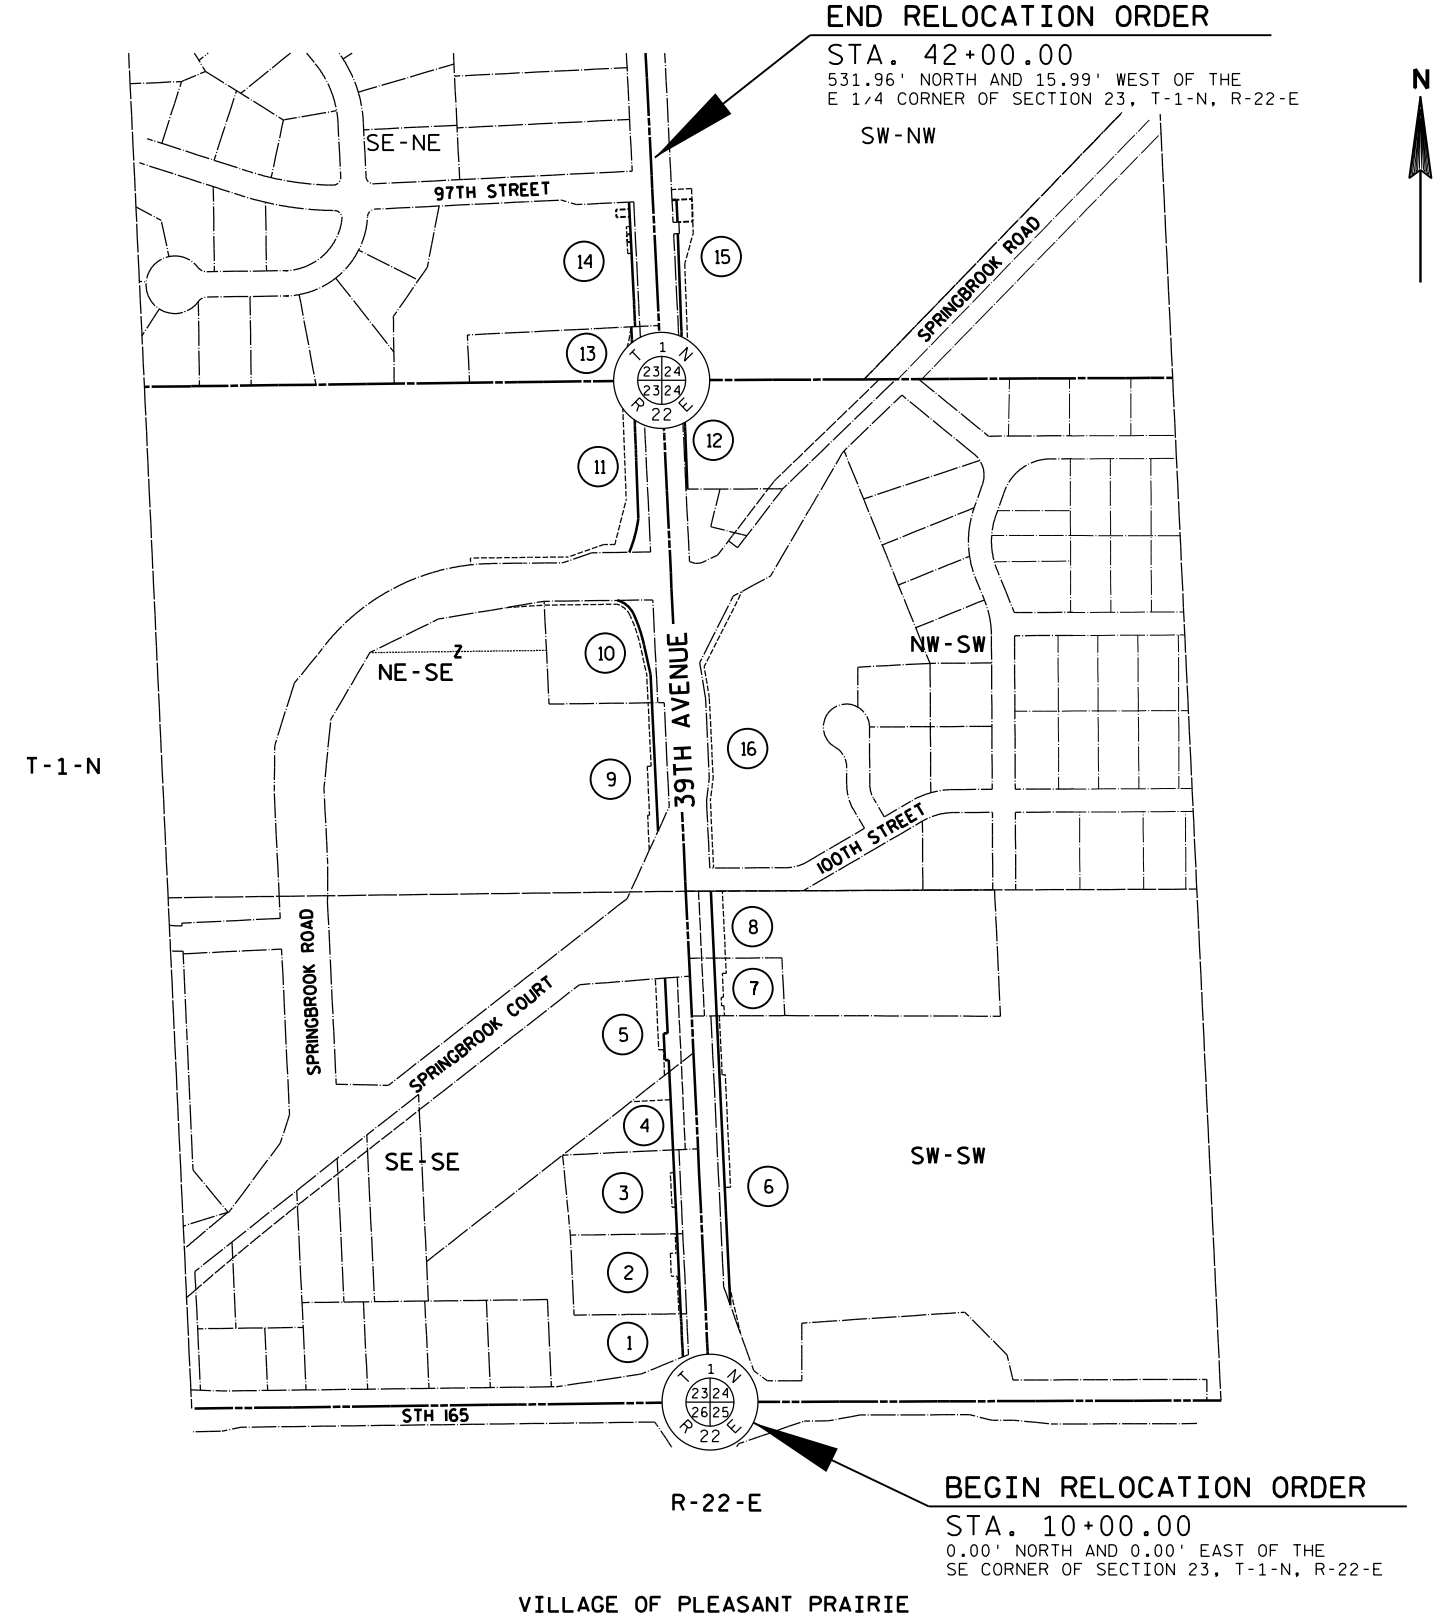 END RELOCATION ORDER
STA. 42+00.00
531.96' NORTH AND 15.99' WEST OF THE
E 1/4 CORNER OF SECTION 23, T-1-N, R-22-E
N
SE-NE
SW-NW
97TH STREET
SPRINGBROOK ROAD
14
15
13
T 1 N
23 24
23 24
R 22 E
12
11
10
Z
NE-SE
NW-SW
39TH AVENUE
16
T-1-N
9
100TH STREET
8
7
SPRINGBROOK ROAD
SPRINGBROOK COURT
5
4
SE-SE
SW-SW
3
6
2
1
T 1 N
23 24
26 25
R 22 E
STH 165
R-22-E
BEGIN RELOCATION ORDER
STA. 10+00.00
0.00' NORTH AND 0.00' EAST OF THE
SE CORNER OF SECTION 23, T-1-N, R-22-E
VILLAGE OF PLEASANT PRAIRIE